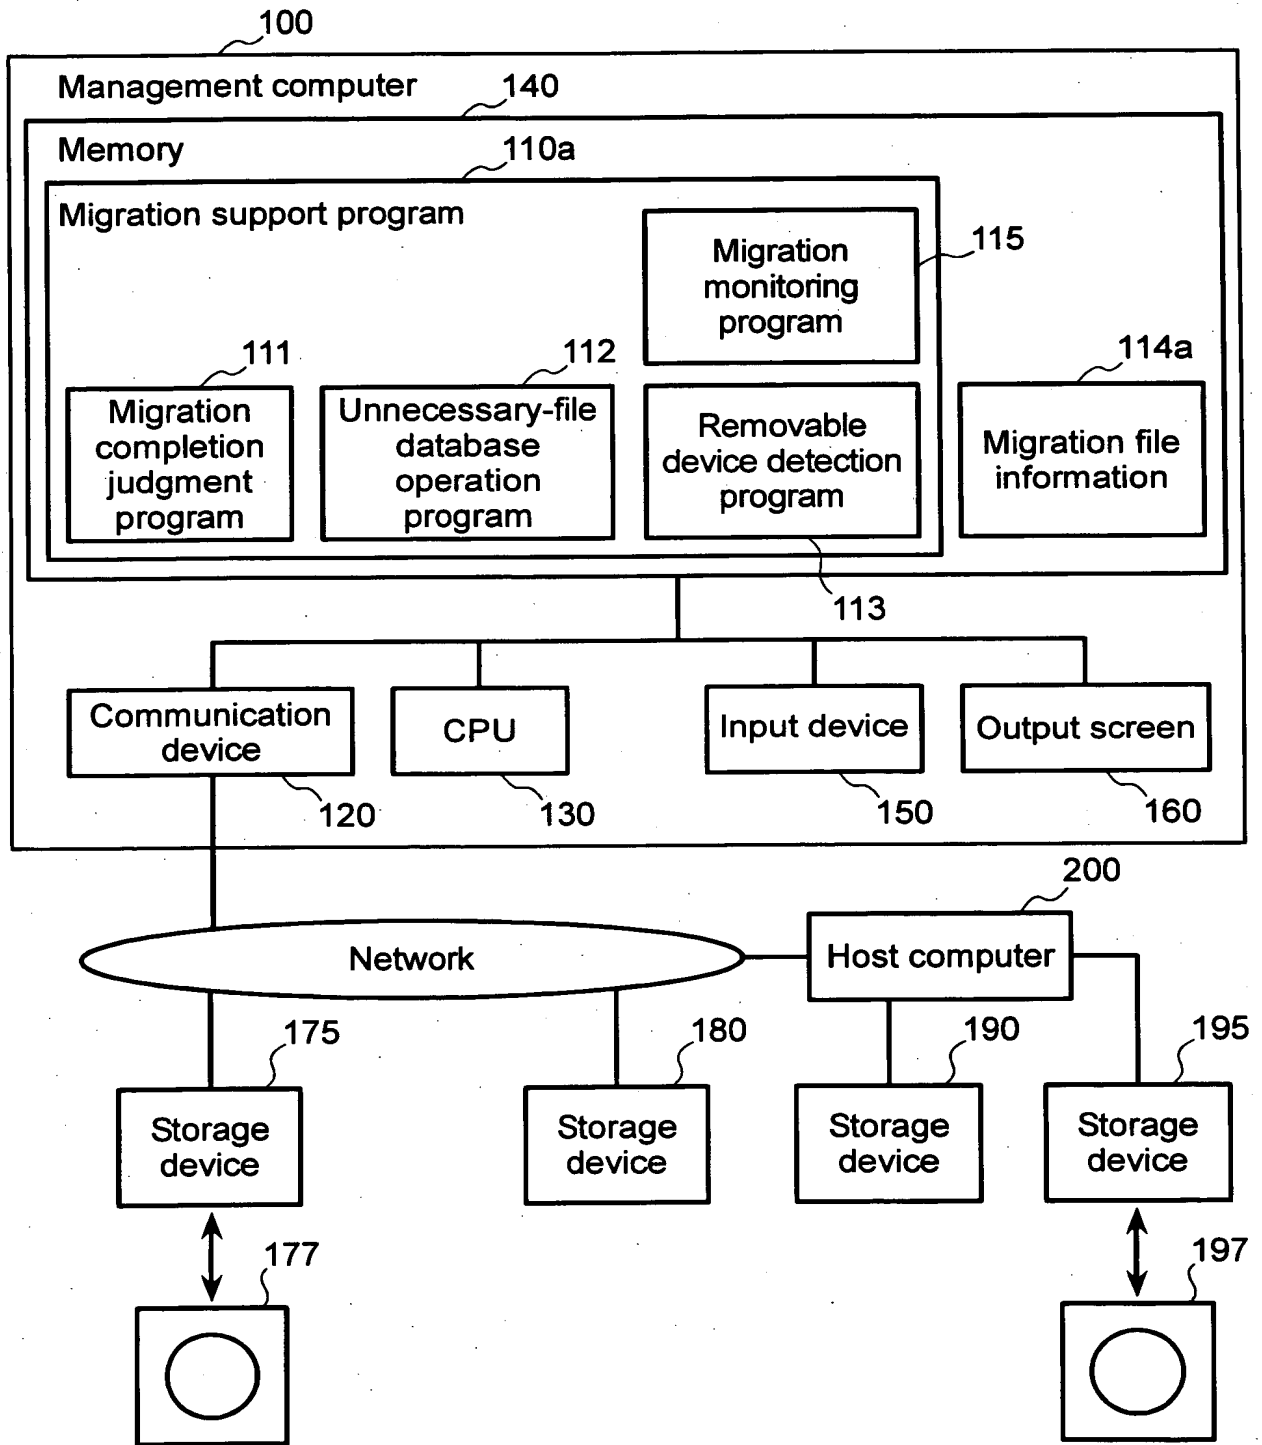 100
Management computer
140
Memory
110a
Migration support program
Migration
monitoring
program
115
111
112
114a
Migration
completion
judgment
program
Unnecessary-file
database
operation
program
Removable
device detection
program
Migration file
information
113
Communication
device
CPU
Input device
Output screen
120
130
150
160
200
Network
Host computer
175
180
190
195
Storage
device
Storage
device
Storage
device
Storage
device
177
197